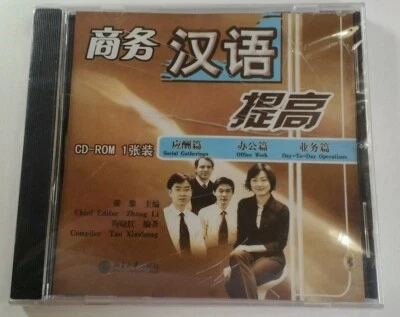 商务 汉语
提高
CD-ROM 1张装
应酬篇 办公篇 业务篇
Social Gatherings Office Work Day-To-Day Operations
主编
Chief Editor Zhang Li
编著
Compiler Tao Xiaohong